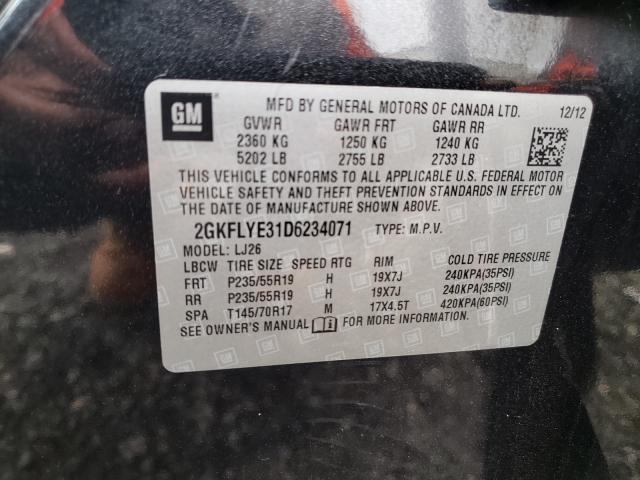 GM
MFD BY GENERAL MOTORS OF CANADA LTD. 12/12
GVWR GAWR FRT GAWR RR
2360 KG 1250 KG 1240 KG
5202 LB 2755 LB 2733 LB
THIS VEHICLE CONFORMS TO ALL APPLICABLE U.S. FEDERAL MOTOR
VEHICLE SAFETY AND THEFT PREVENTION STANDARDS IN EFFECT ON
THE DATE OF MANUFACTURE SHOWN ABOVE.
2GKFLYE31D6234071 TYPE: M.P.V.
MODEL: LJ26
LBCW TIRE SIZE SPEED RTG RIM COLD TIRE PRESSURE
FRT P235/55R19 H 19X7J 240KPA(35PSI)
RR P235/55R19 H 19X7J 240KPA(35PSI)
SPA T145/70R17 M 17X4.5T 420KPA(60PSI)
SEE OWNER'S MANUAL FOR MORE INFORMATION.